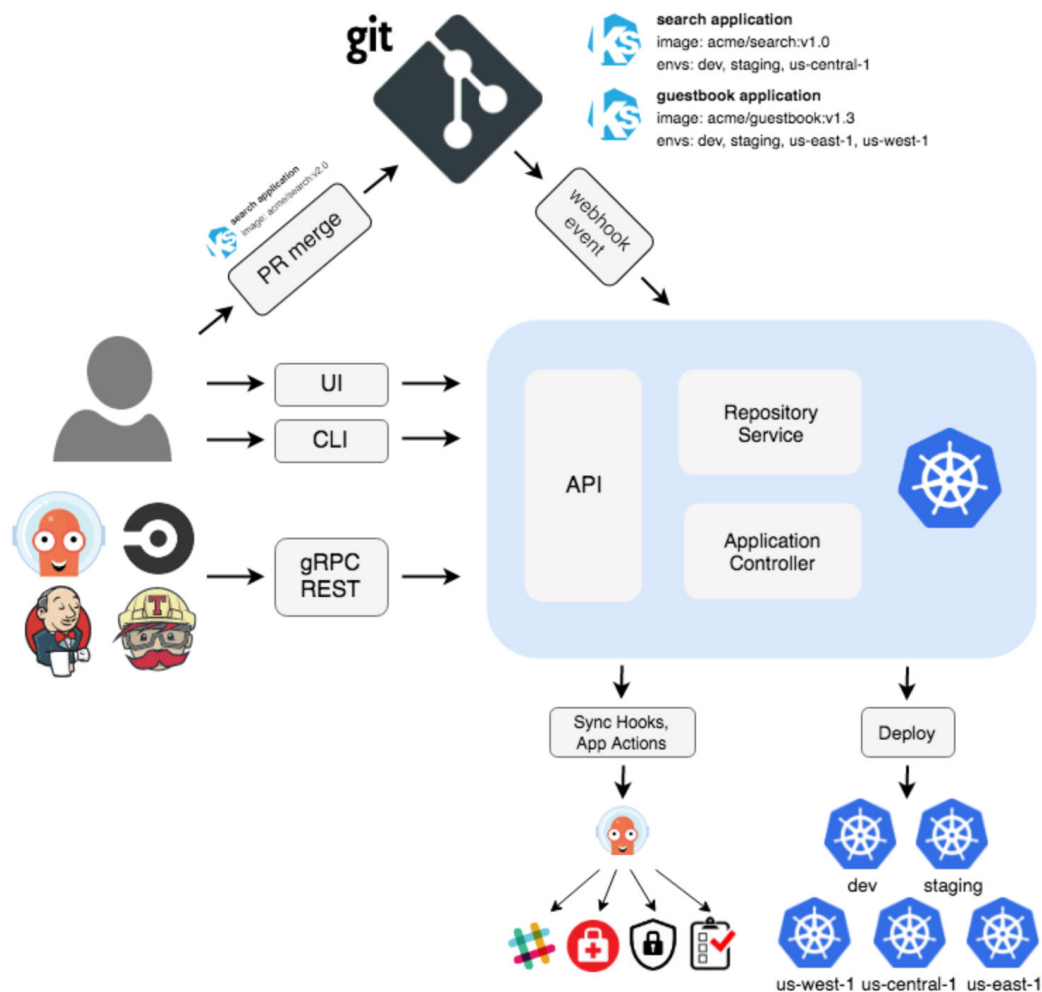 git
KS
search application
image: acme/search:v1.0
envs: dev, staging, us-central-1
KS
guestbook application
image: acme/guestbook:v1.3
envs: dev, staging, us-east-1, us-west-1
KS
search application
image: acme/search:v2.0
PR merge
webhook
event
UI
CLI
gRPC
REST
T
API
Repository
Service
Application
Controller
Sync Hooks,
App Actions
Deploy
dev
staging
us-west-1
us-central-1
us-east-1